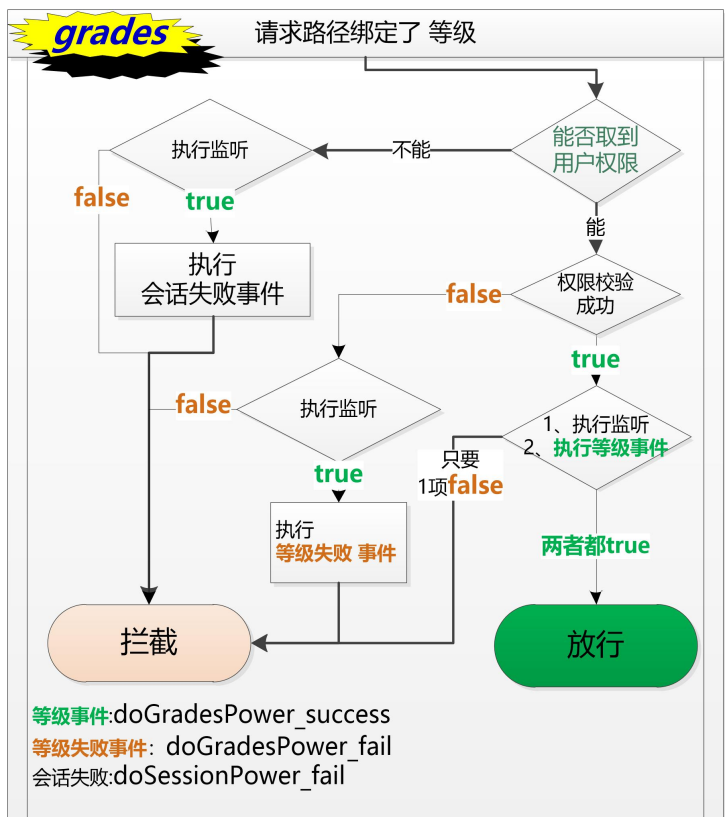 grades
请求路径绑定了 等级
能否取到
用户权限
不能
执行监听
false
true
执行
会话失败事件
能
权限校验
成功
false
true
执行监听
false
true
1、执行监听
2、执行等级事件
只要
1项false
执行
等级失败 事件
两者都true
拦截
放行
等级事件:doGradesPower_success
等级失败事件：doGradesPower_fail
会话失败:doSessionPower_fail